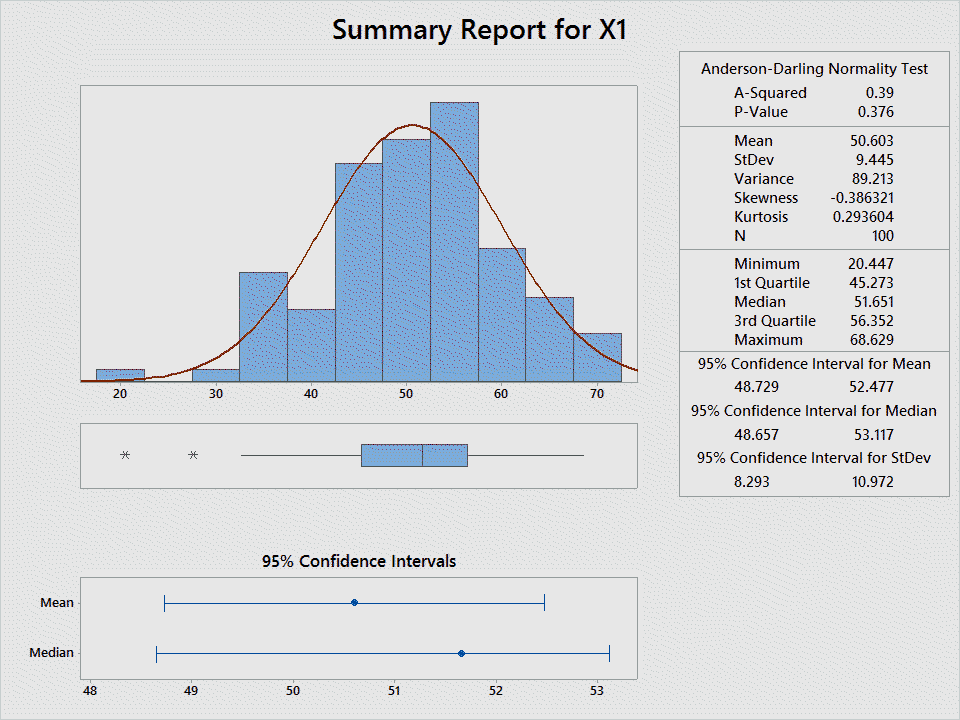 Summary Report for X1
20 30 40 50 60 70
Anderson-Darling Normality Test
A-Squared 0.39
P-Value 0.376
Mean 50.603
StDev 9.445
Variance 89.213
Skewness -0.386321
Kurtosis 0.293604
N 100
Minimum 20.447
1st Quartile 45.273
Median 51.651
3rd Quartile 56.352
Maximum 68.629
95% Confidence Interval for Mean
48.729 52.477
95% Confidence Interval for Median
48.657 53.117
95% Confidence Interval for StDev
8.293 10.972
95% Confidence Intervals
Mean
Median
48 49 50 51 52 53